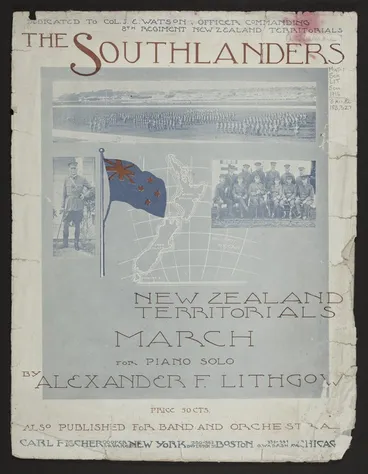 DEDICATED TO COL. J. C. WATSON, OFFICER COMMANDING
8TH REGIMENT NEW ZEALAND TERRITORIALS
THE SOUTHLANDERS
NEW ZEALAND
TERRITORIALS
MARCH
FOR PIANO SOLO
BY ALEXANDER F. LITHGOW
PRICE 50 CTS.
ALSO PUBLISHED FOR BAND AND ORCHESTRA
CARL FISCHER NEW YORK BOSTON CHICAG